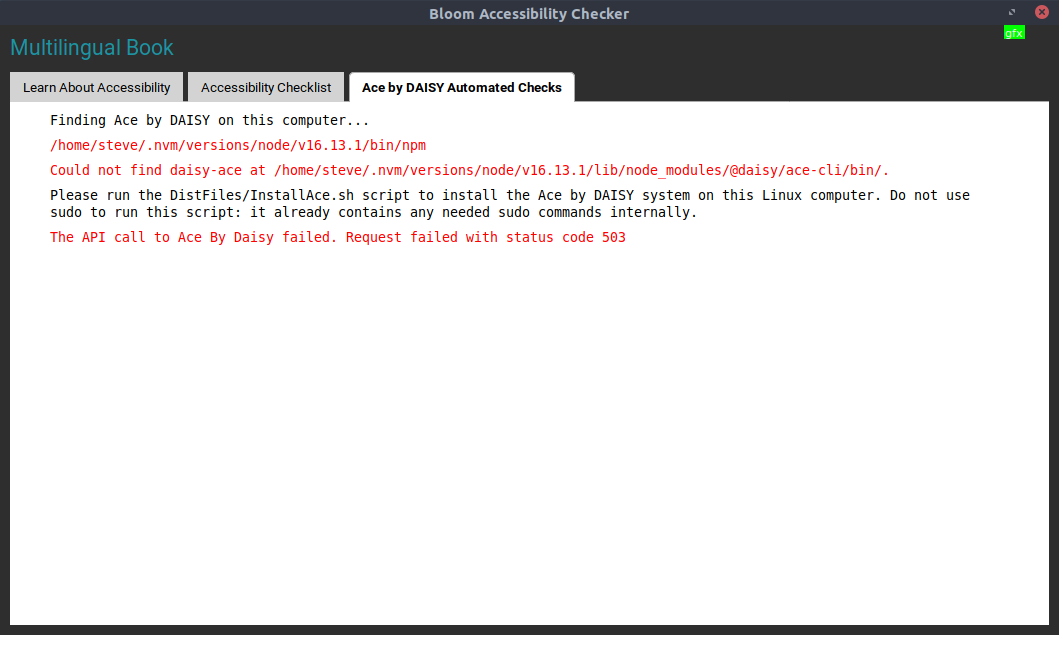 Bloom Accessibility Checker
gfx
Multilingual Book
Learn About Accessibility
Accessibility Checklist
Ace by DAISY Automated Checks
Finding Ace by DAISY on this computer...
/home/steve/.nvm/versions/node/v16.13.1/bin/npm
Could not find daisy-ace at /home/steve/.nvm/versions/node/v16.13.1/lib/node_modules/@daisy/ace-cli/bin/.
Please run the DistFiles/InstallAce.sh script to install the Ace by DAISY system on this Linux computer. Do not use
sudo to run this script: it already contains any needed sudo commands internally.
The API call to Ace By Daisy failed. Request failed with status code 503